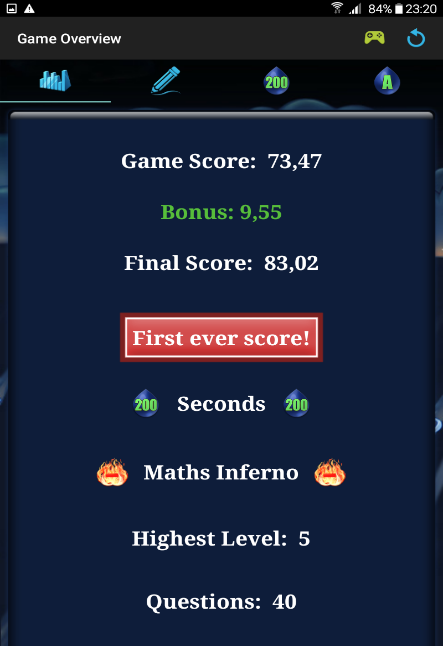 84% 23:20
Game Overview
200 A
Game Score: 73,47
Bonus: 9,55
Final Score: 83,02
First ever score!
200 Seconds 200
Maths Inferno
Highest Level: 5
Questions: 40